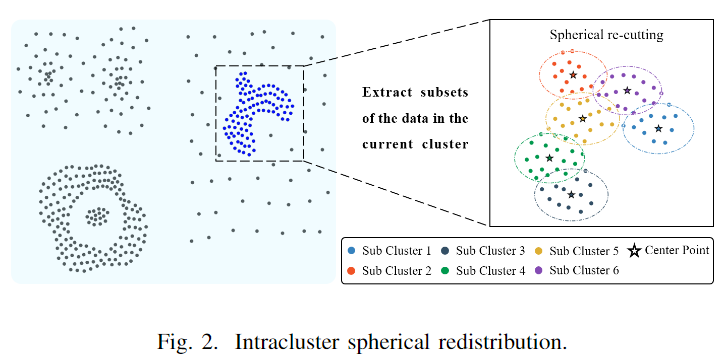 Spherical re-cutting
Extract subsets
of the data in the
current cluster
Sub Cluster 1 Sub Cluster 3 Sub Cluster 5 Center Point
Sub Cluster 2 Sub Cluster 4 Sub Cluster 6
Fig. 2. Intracluster spherical redistribution.